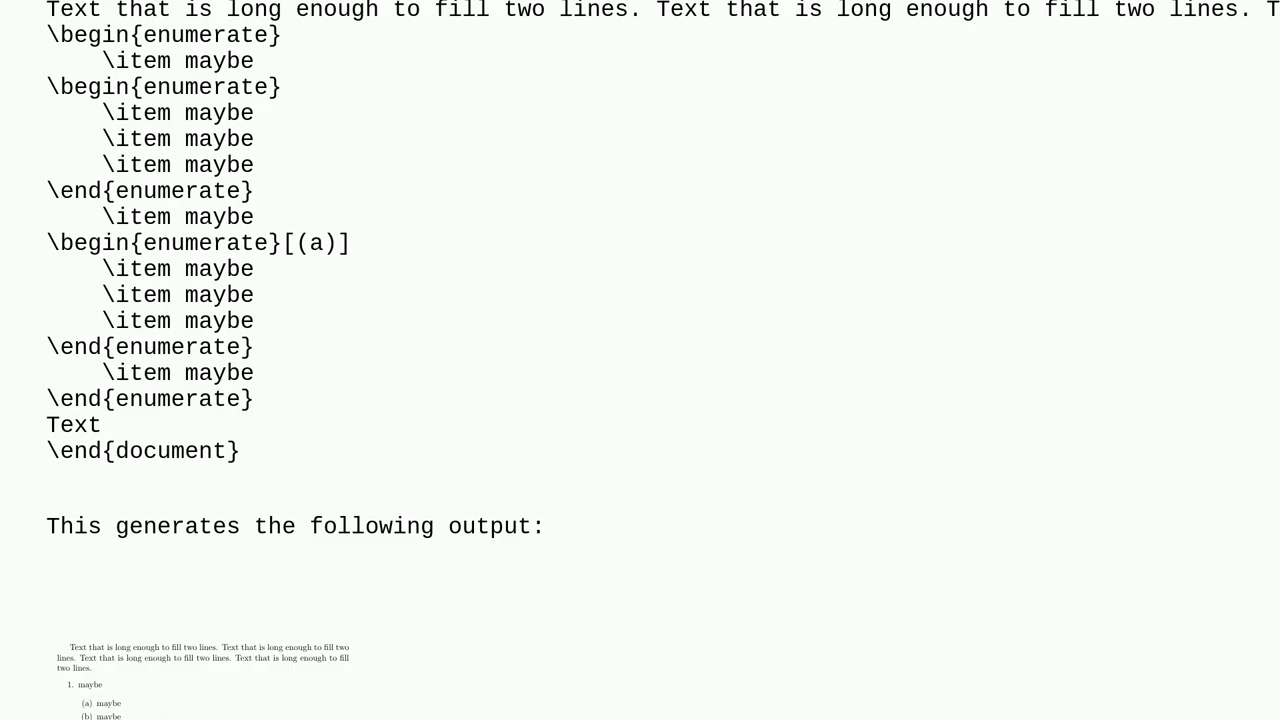 Text that is long enough to fill two lines. Text that is long enough to fill two lines. T
\begin{enumerate}
    \item maybe
\begin{enumerate}
    \item maybe
    \item maybe
    \item maybe
\end{enumerate}
    \item maybe
\begin{enumerate}[(a)]
    \item maybe
    \item maybe
    \item maybe
\end{enumerate}
    \item maybe
\end{enumerate}
Text
\end{document}
This generates the following output:
Text that is long enough to fill two lines. Text that is long enough to fill two
lines. Text that is long enough to fill two lines. Text that is long enough to fill
two lines.
1. maybe
(a) maybe
(b) maybe